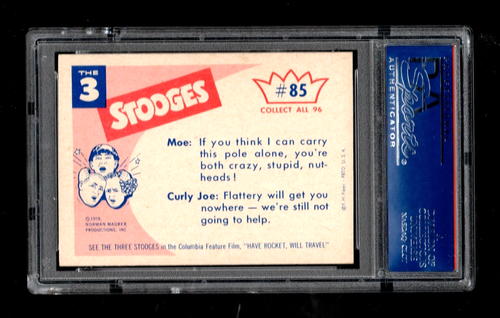 THE
3
STOOGES
#85
COLLECT ALL 96
Moe: If you think I can carry
this pole alone, you're
both crazy, stupid, nut-
heads!
Curly Joe: Flattery will get you
nowhere — we're still not
going to help.
© 1959,
NORMAN MAURER
PRODUCTIONS, INC
SEE THE THREE STOOGES in the Columbia Feature Film, "HAVE ROCKET, WILL TRAVEL"
PSA
Sports
AUTHENTICATOR